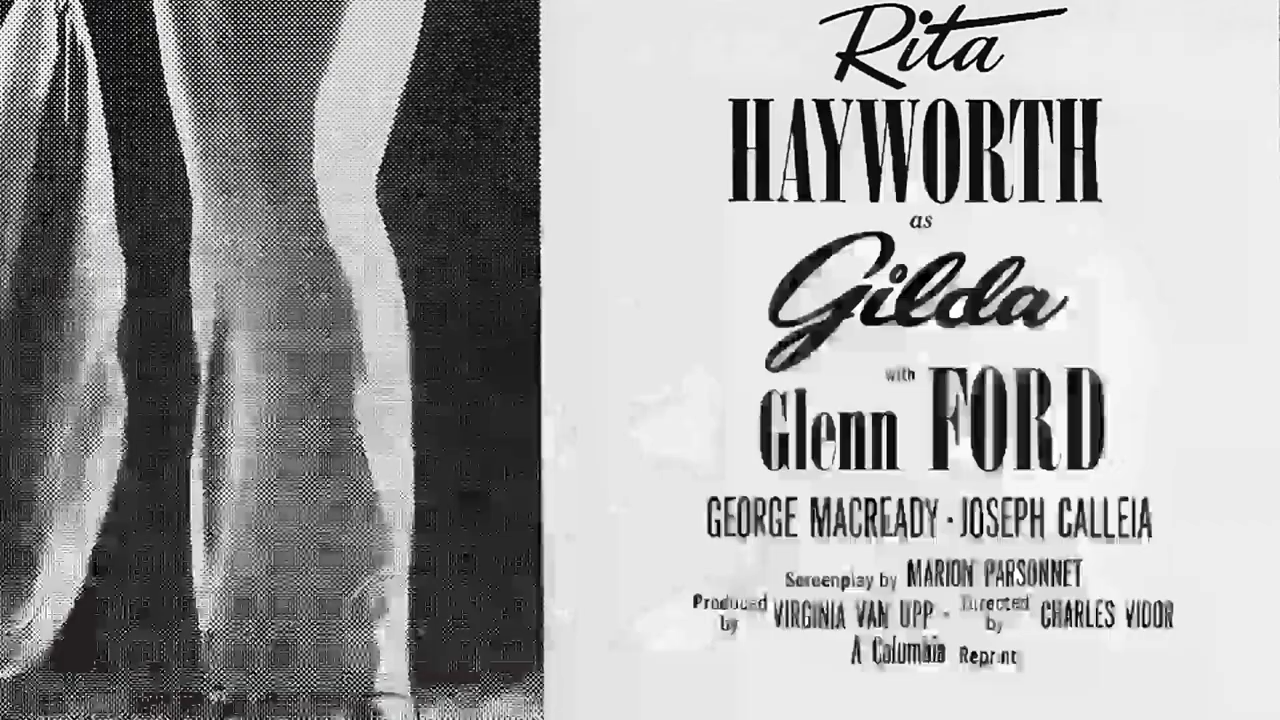 Rita
HAYWORTH
as
Gilda
with
Glenn FORD
GEORGE MACREADY · JOSEPH CALLEIA
Screenplay by MARION PARSONNET
Produced by VIRGINIA VAN UPP - Directed by CHARLES VIDOR
A Columbia Reprint